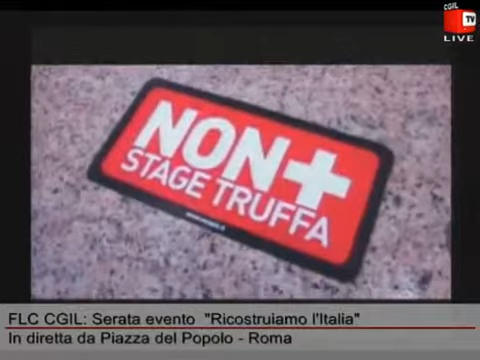 CGIL
TV
LIVE
NON+
STAGE TRUFFA
FLC CGIL: Serata evento "Ricostruiamo l'Italia"
In diretta da Piazza del Popolo - Roma